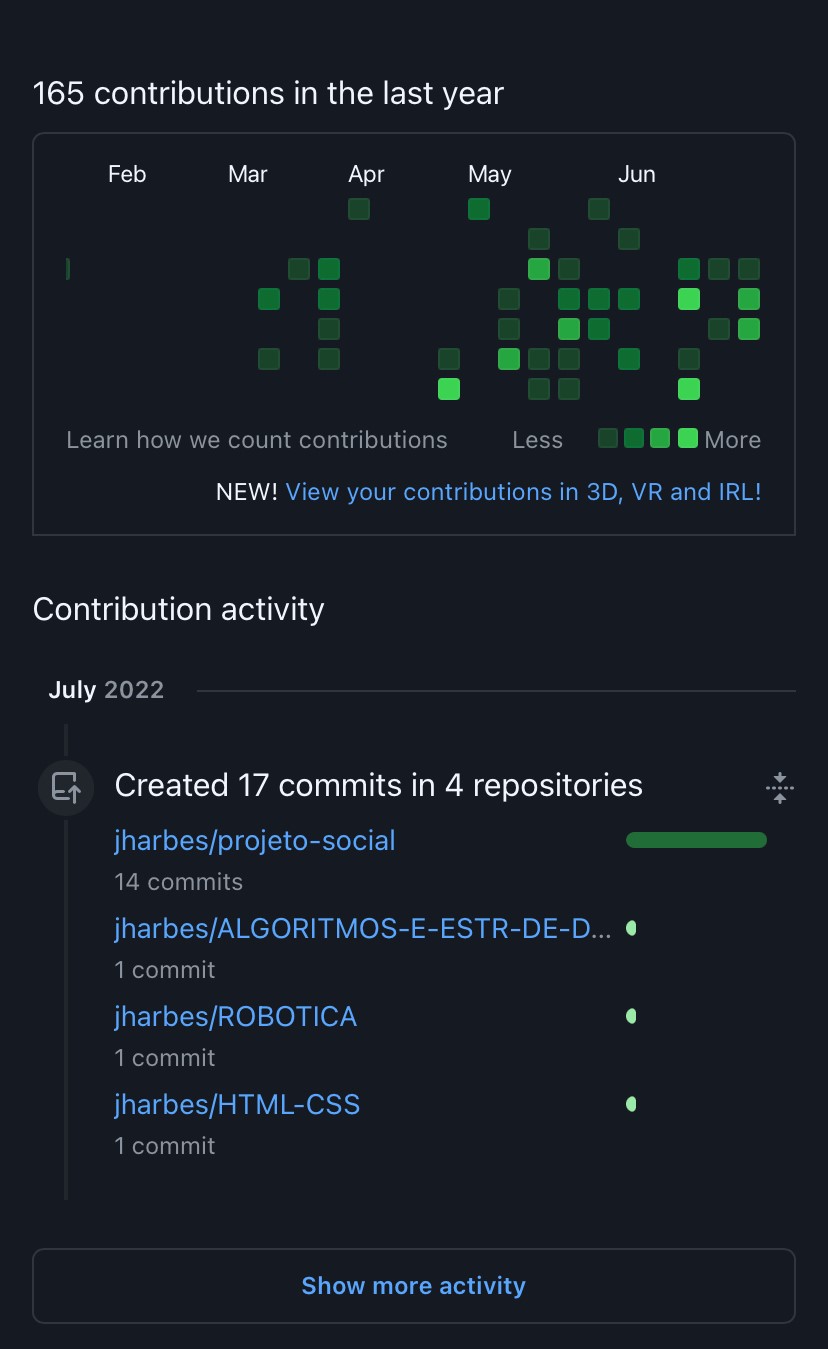 165 contributions in the last year
Feb Mar Apr May Jun
Learn how we count contributions Less More
NEW! View your contributions in 3D, VR and IRL!
Contribution activity
July 2022
Created 17 commits in 4 repositories
jharbes/projeto-social
14 commits
jharbes/ALGORITMOS-E-ESTR-DE-D...
1 commit
jharbes/ROBOTICA
1 commit
jharbes/HTML-CSS
1 commit
Show more activity